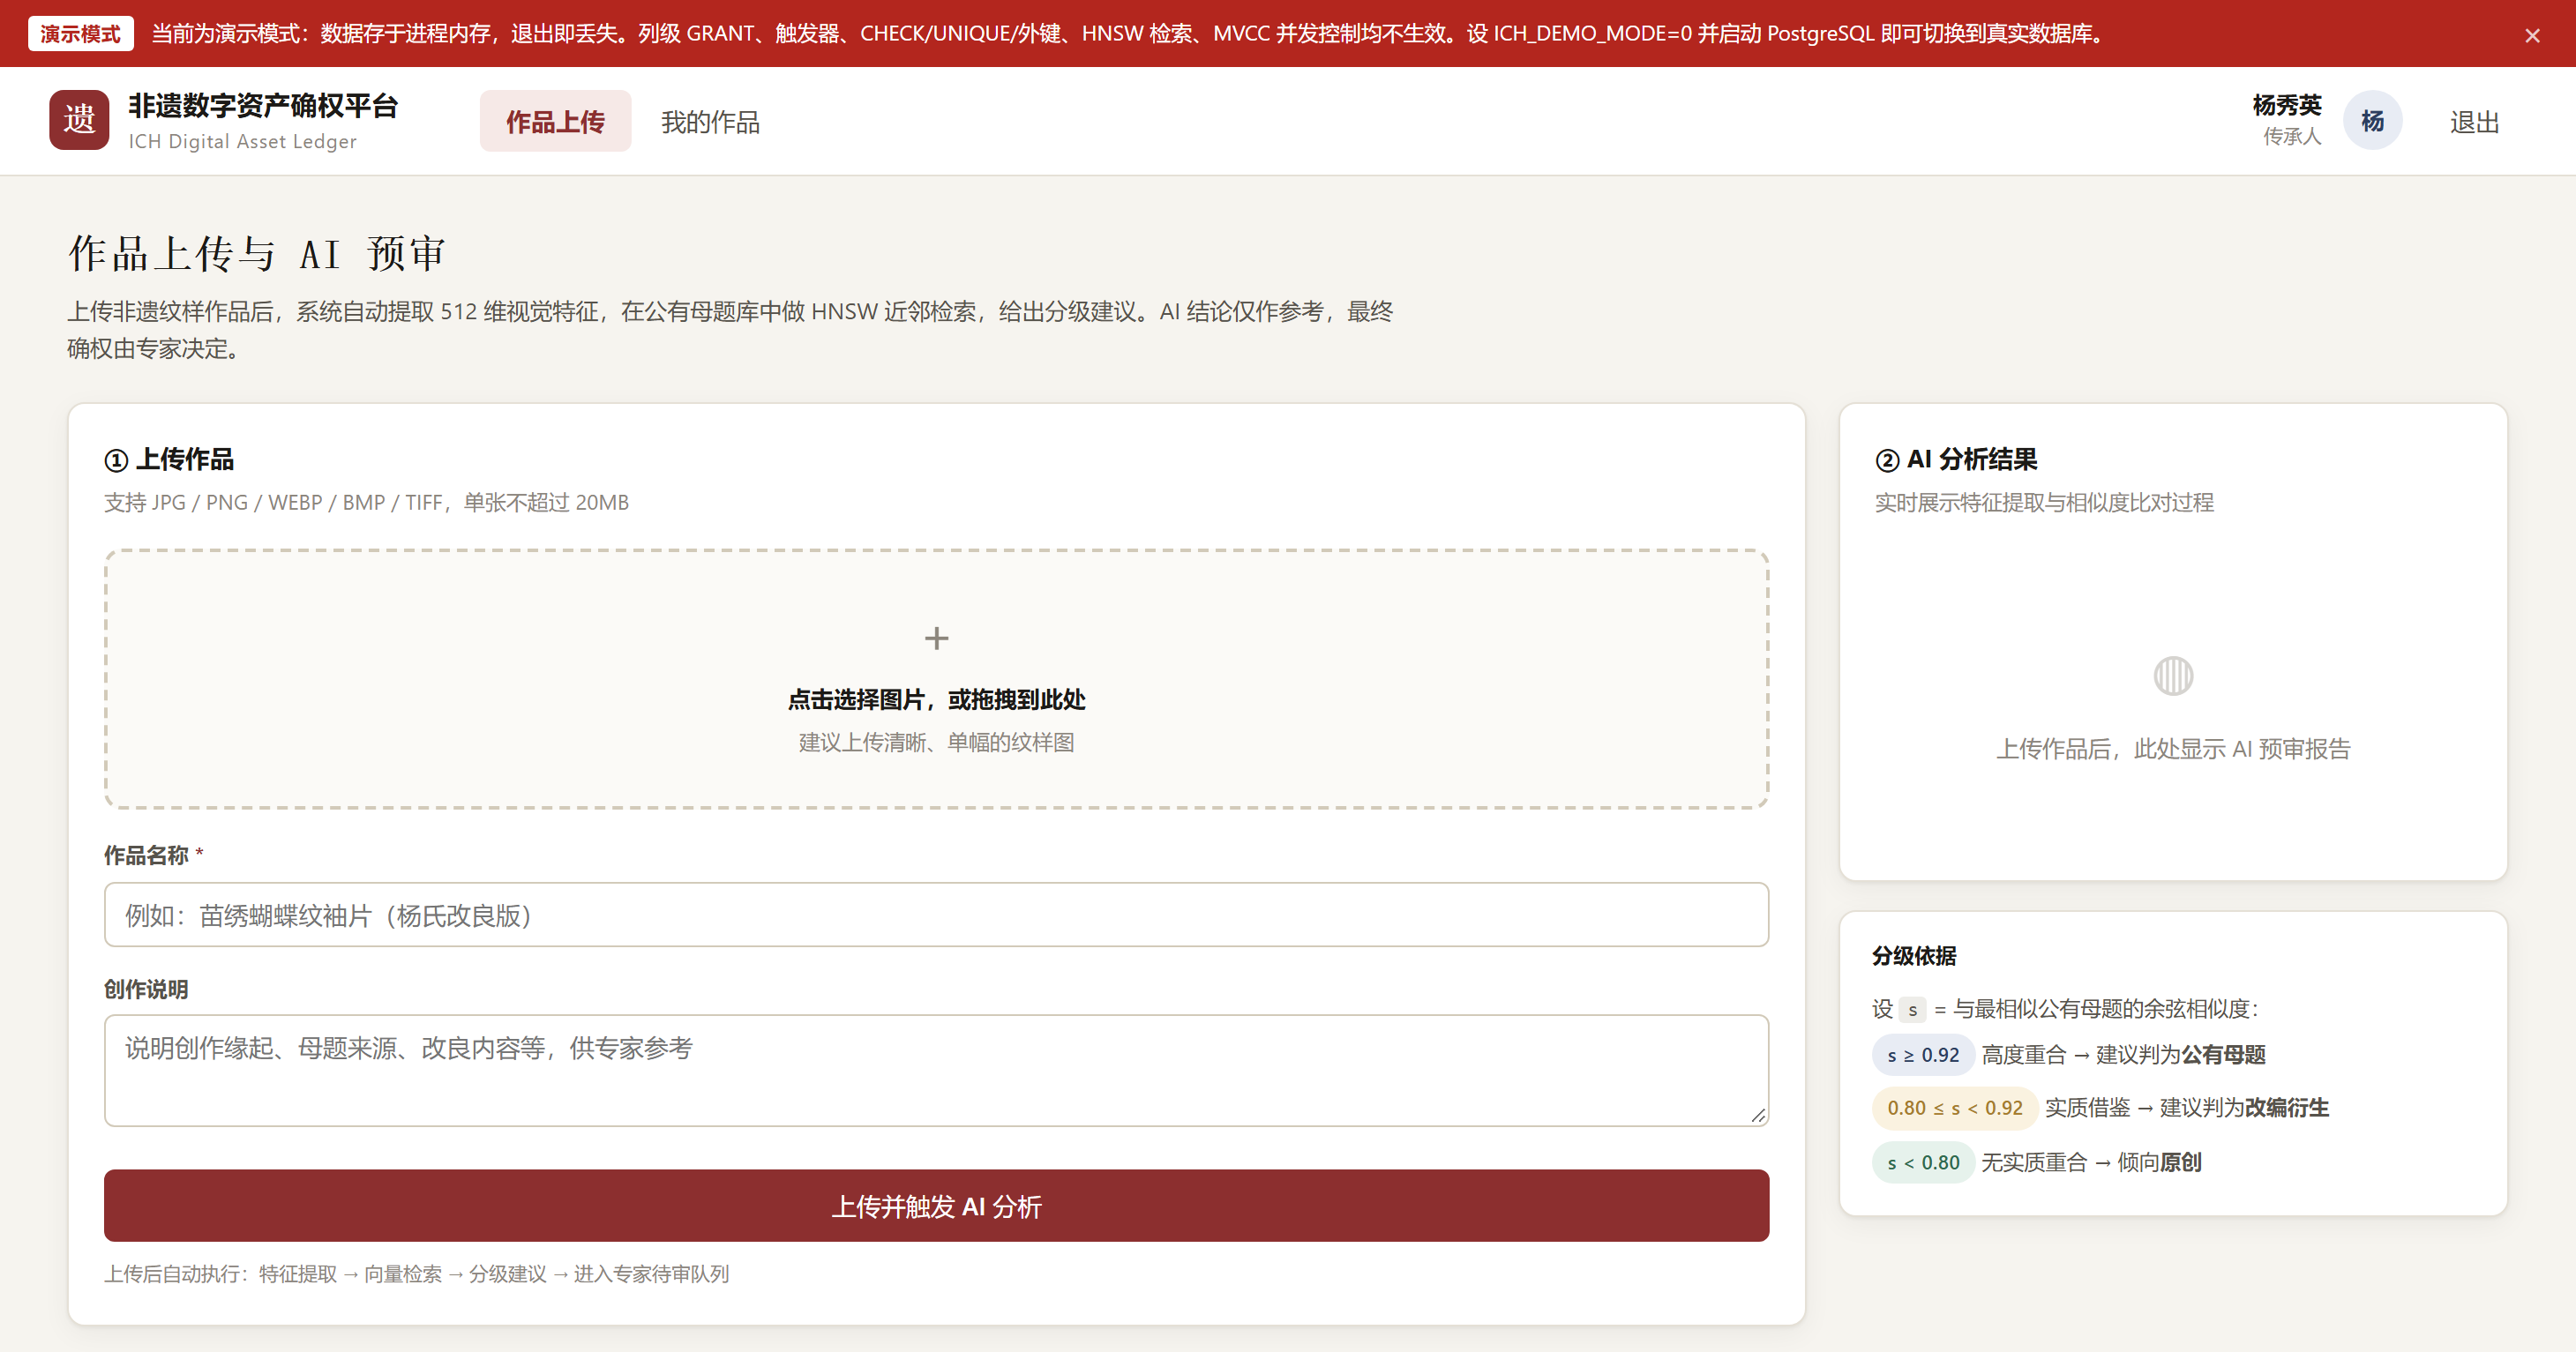 演示模式 当前为演示模式：数据存于进程内存，退出即丢失。列级 GRANT、触发器、CHECK/UNIQUE/外键、HNSW 检索、MVCC 并发控制均不生效。设 ICH_DEMO_MODE=0 并启动 PostgreSQL 即可切换到真实数据库。 ×
遗
非遗数字资产确权平台
ICH Digital Asset Ledger
作品上传
我的作品
杨秀英
传承人
杨
退出
作品上传与 AI 预审
上传非遗纹样作品后，系统自动提取 512 维视觉特征，在公有母题库中做 HNSW 近邻检索，给出分级建议。AI 结论仅作参考，最终
确权由专家决定。
① 上传作品
支持 JPG / PNG / WEBP / BMP / TIFF，单张不超过 20MB
+
点击选择图片，或拖拽到此处
建议上传清晰、单幅的纹样图
作品名称 *
例如：苗绣蝴蝶纹袖片（杨氏改良版）
创作说明
说明创作缘起、母题来源、改良内容等，供专家参考
上传并触发 AI 分析
上传后自动执行：特征提取 → 向量检索 → 分级建议 → 进入专家待审队列
② AI 分析结果
实时展示特征提取与相似度比对过程
上传作品后，此处显示 AI 预审报告
分级依据
设 s = 与最相似公有母题的余弦相似度：
s ≥ 0.92 高度重合 → 建议判为公有母题
0.80 ≤ s < 0.92 实质借鉴 → 建议判为改编衍生
s < 0.80 无实质重合 → 倾向原创